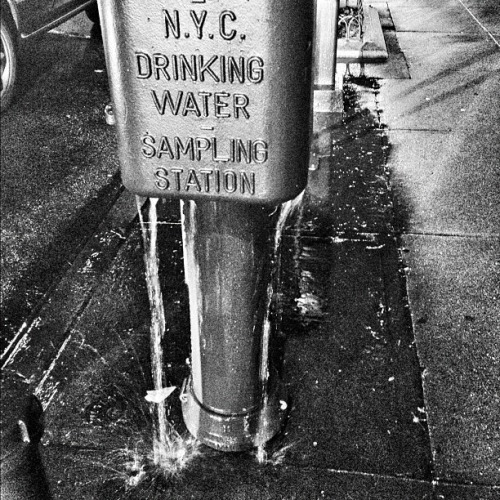 N.Y.C.
DRINKING
WATER
SAMPLING
STATION